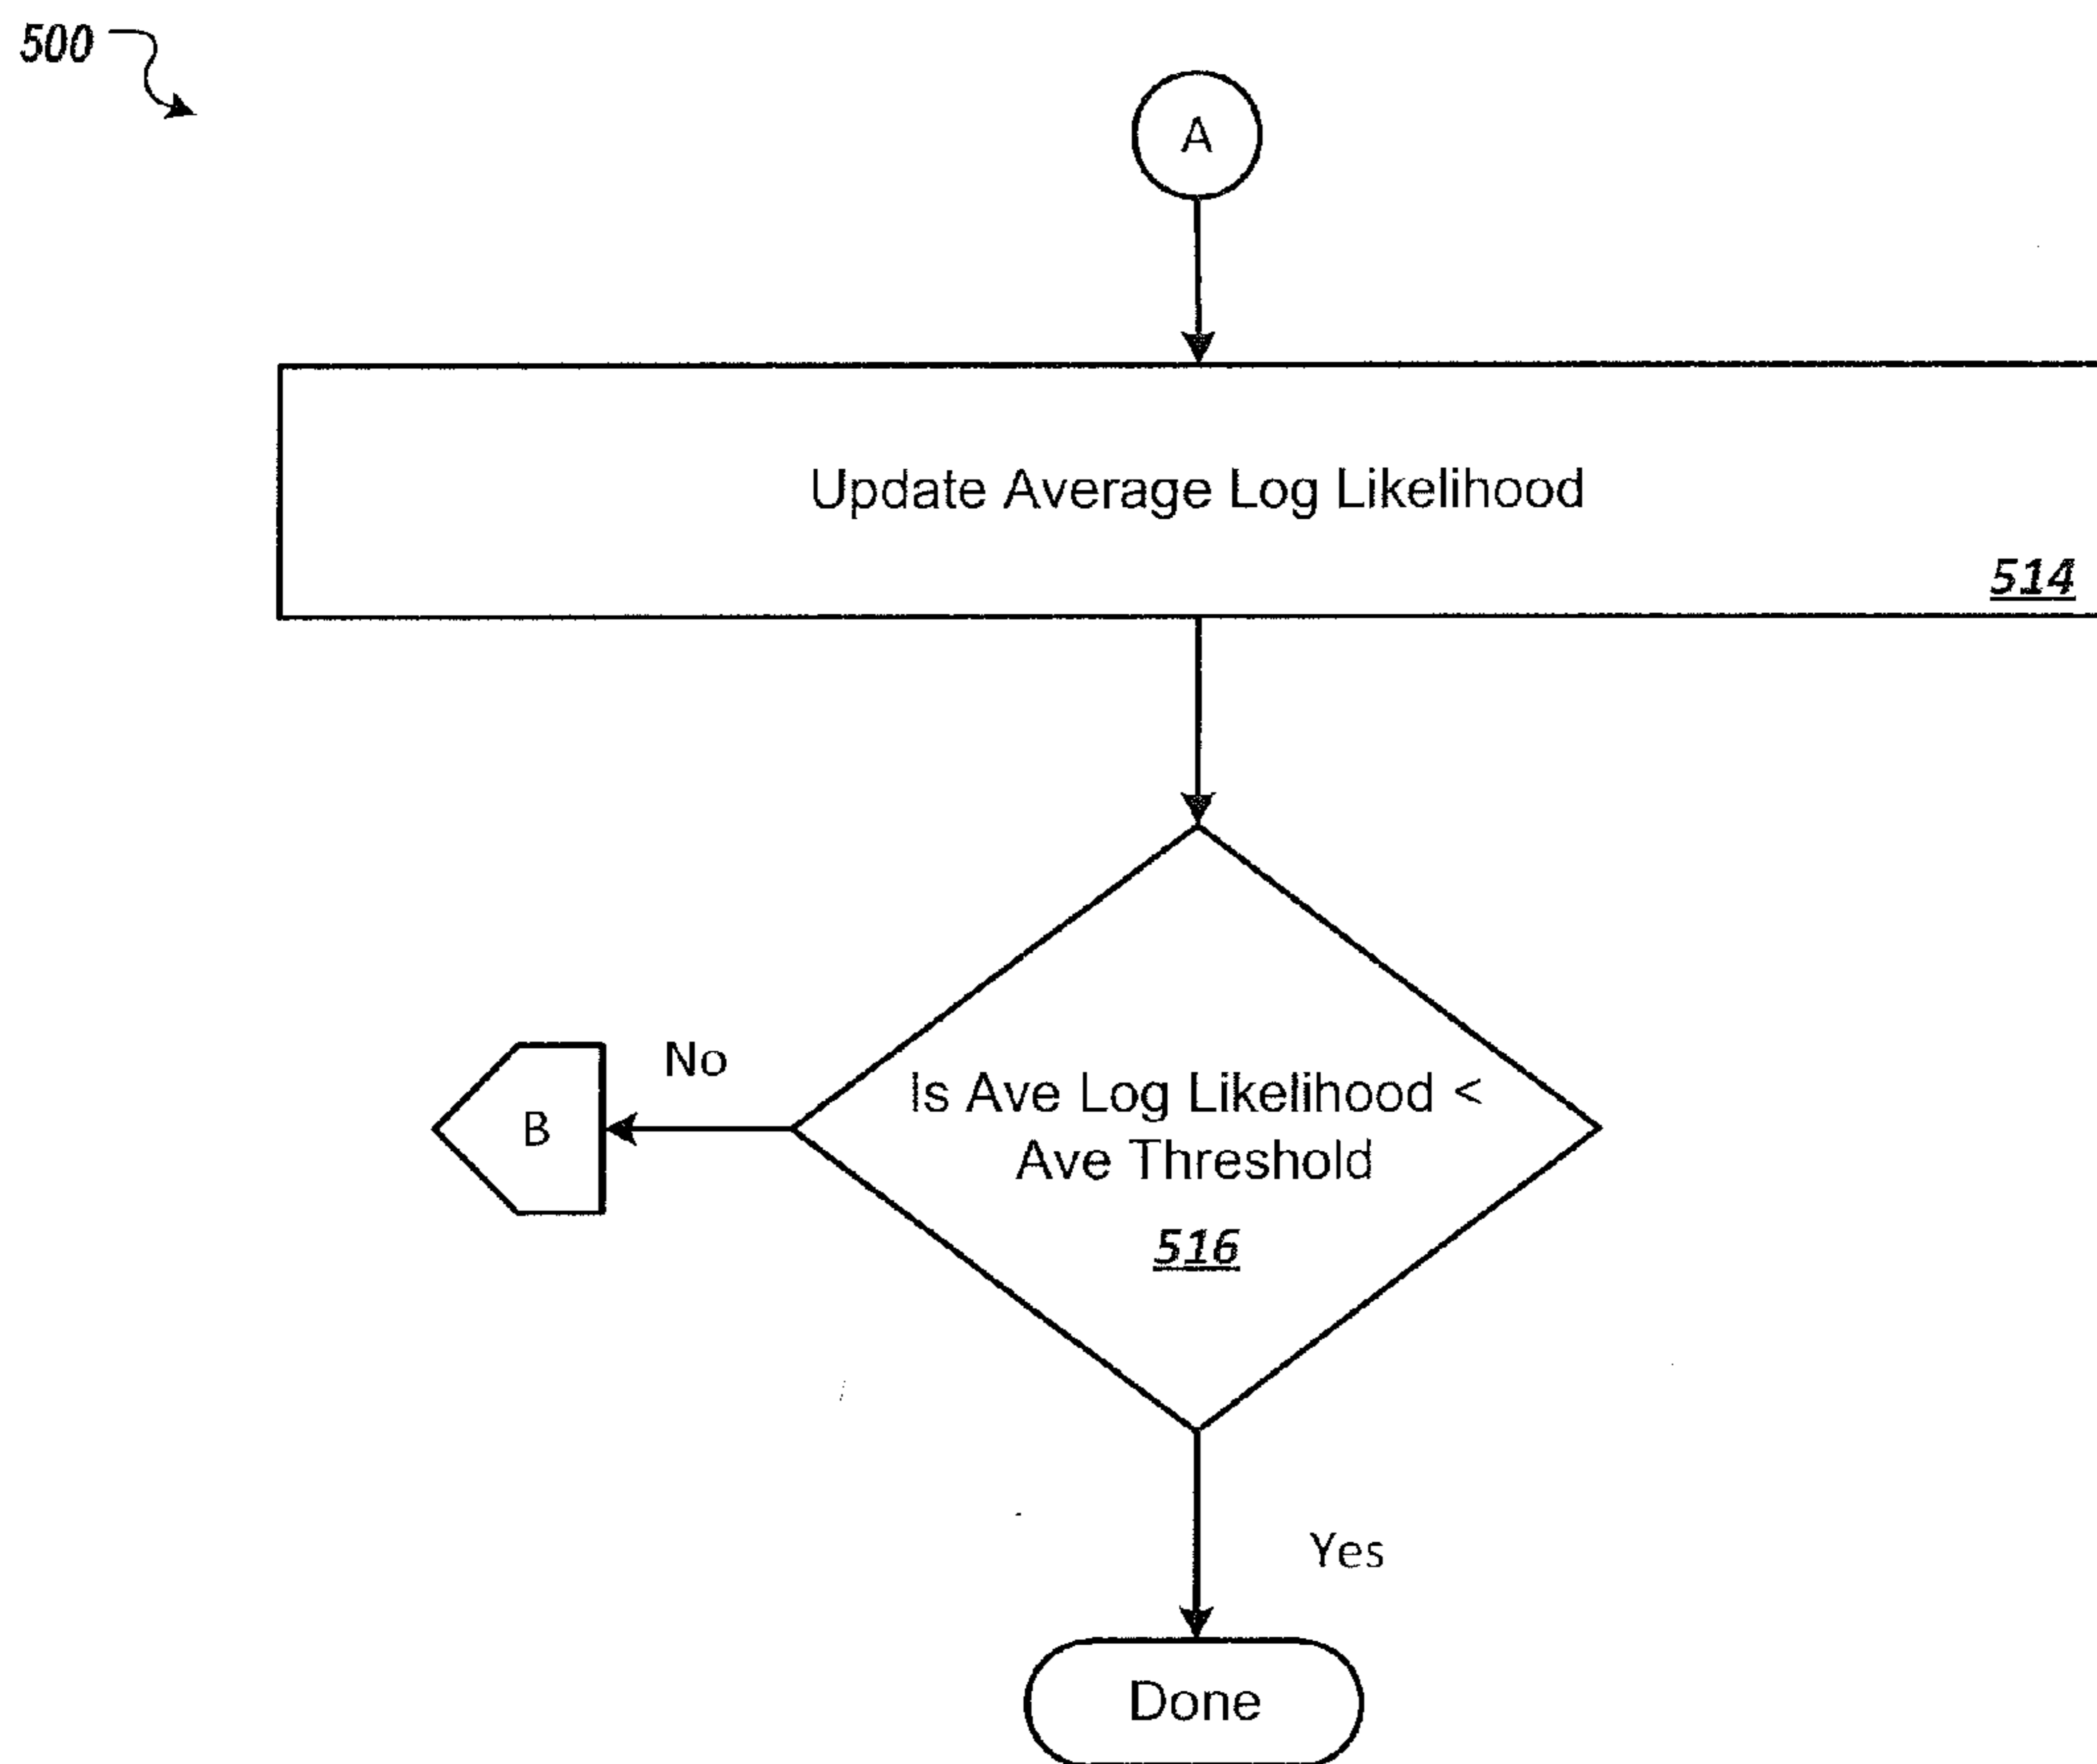 500
A
Update Average Log Likelihood
514
Is Ave Log Likelihood <
Ave Threshold
516
No
B
Yes
Done